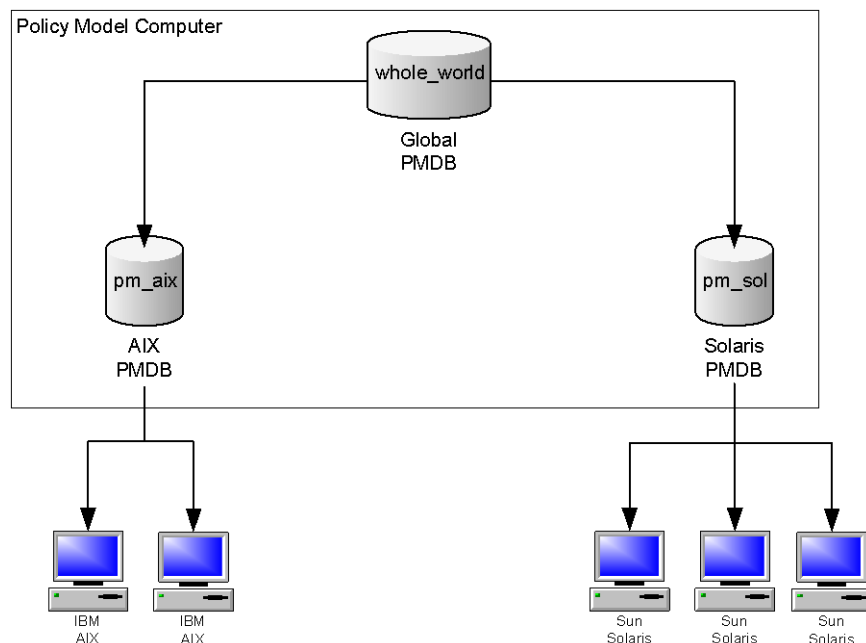 Policy Model Computer
whole_world
Global
PMDB
pm_aix
pm_sol
AIX
PMDB
Solaris
PMDB
IBM
AIX
IBM
AIX
Sun
Solaris
Sun
Solaris
Sun
Solaris